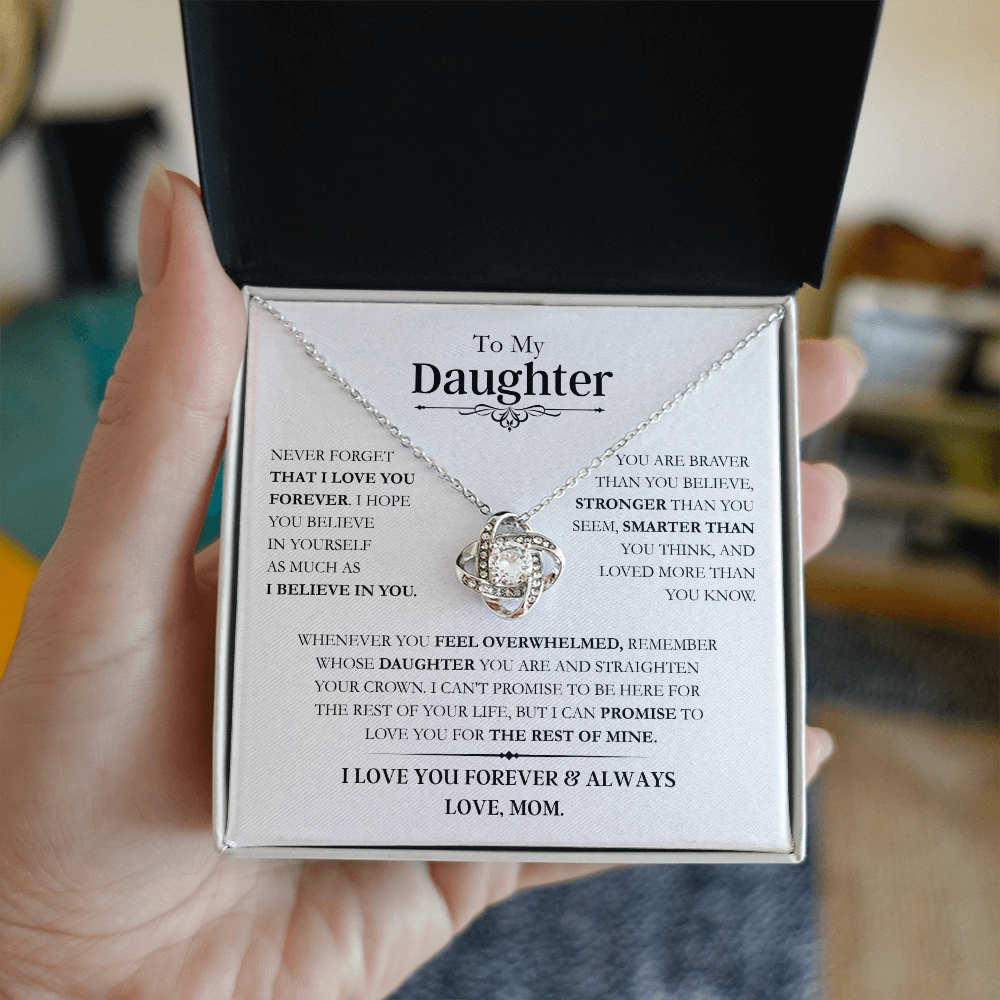 To My
Daughter
NEVER FORGET
THAT I LOVE YOU
FOREVER. I HOPE
YOU BELIEVE
IN YOURSELF
AS MUCH AS
I BELIEVE IN YOU.
YOU ARE BRAVER
THAN YOU BELIEVE,
STRONGER THAN YOU
SEEM, SMARTER THAN
YOU THINK, AND
LOVED MORE THAN
YOU KNOW.
WHENEVER YOU FEEL OVERWHELMED, REMEMBER
WHOSE DAUGHTER YOU ARE AND STRAIGHTEN
YOUR CROWN. I CAN'T PROMISE TO BE HERE FOR
THE REST OF YOUR LIFE, BUT I CAN PROMISE TO
LOVE YOU FOR THE REST OF MINE.
I LOVE YOU FOREVER & ALWAYS
LOVE, MOM.